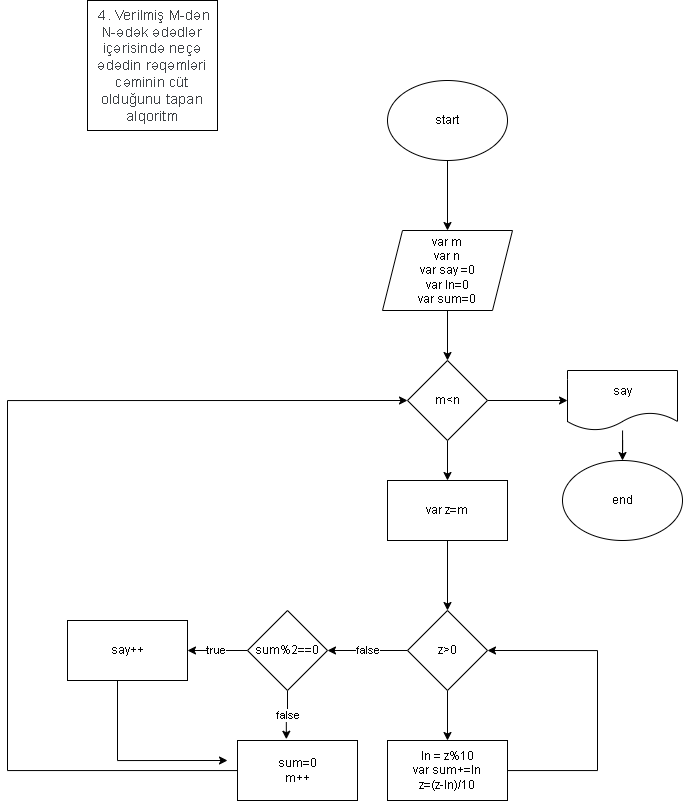 4. Verilmiş M-dən
N-ədək ədədlər
içərisində neçə
ədədin rəqəmləri
cəminin cüt
olduğunu tapan
alqoritm
start
var m
var n
var say =0
var ln=0
var sum=0
m<n
say
end
var z=m
z>0
false
sum%2==0
true
say++
false
sum=0
m++
ln = z%10
var sum+=ln
z=(z-ln)/10